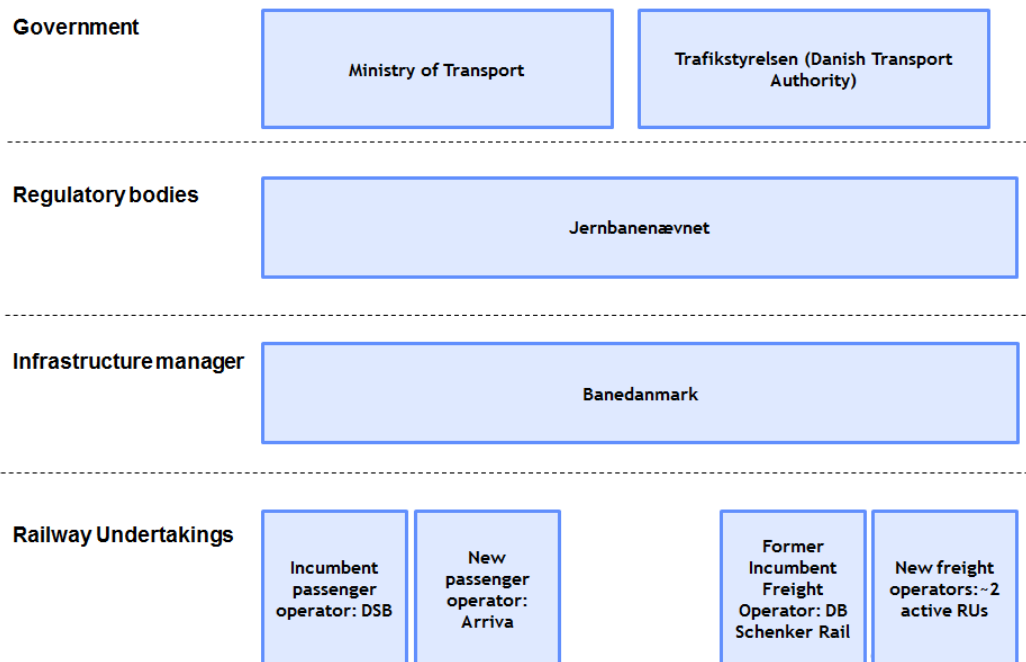 Government
Ministry of Transport
Trafikstyrelsen (Danish Transport
Authority)
Regulatory bodies
Jernbanenævnet
Infrastructure manager
Banedanmark
Railway Undertakings
Incumbent
passenger
operator: DSB
New
passenger
operator:
Arriva
Former
Incumbent
Freight
Operator: DB
Schenker Rail
New freight
operators:~2
active RUs